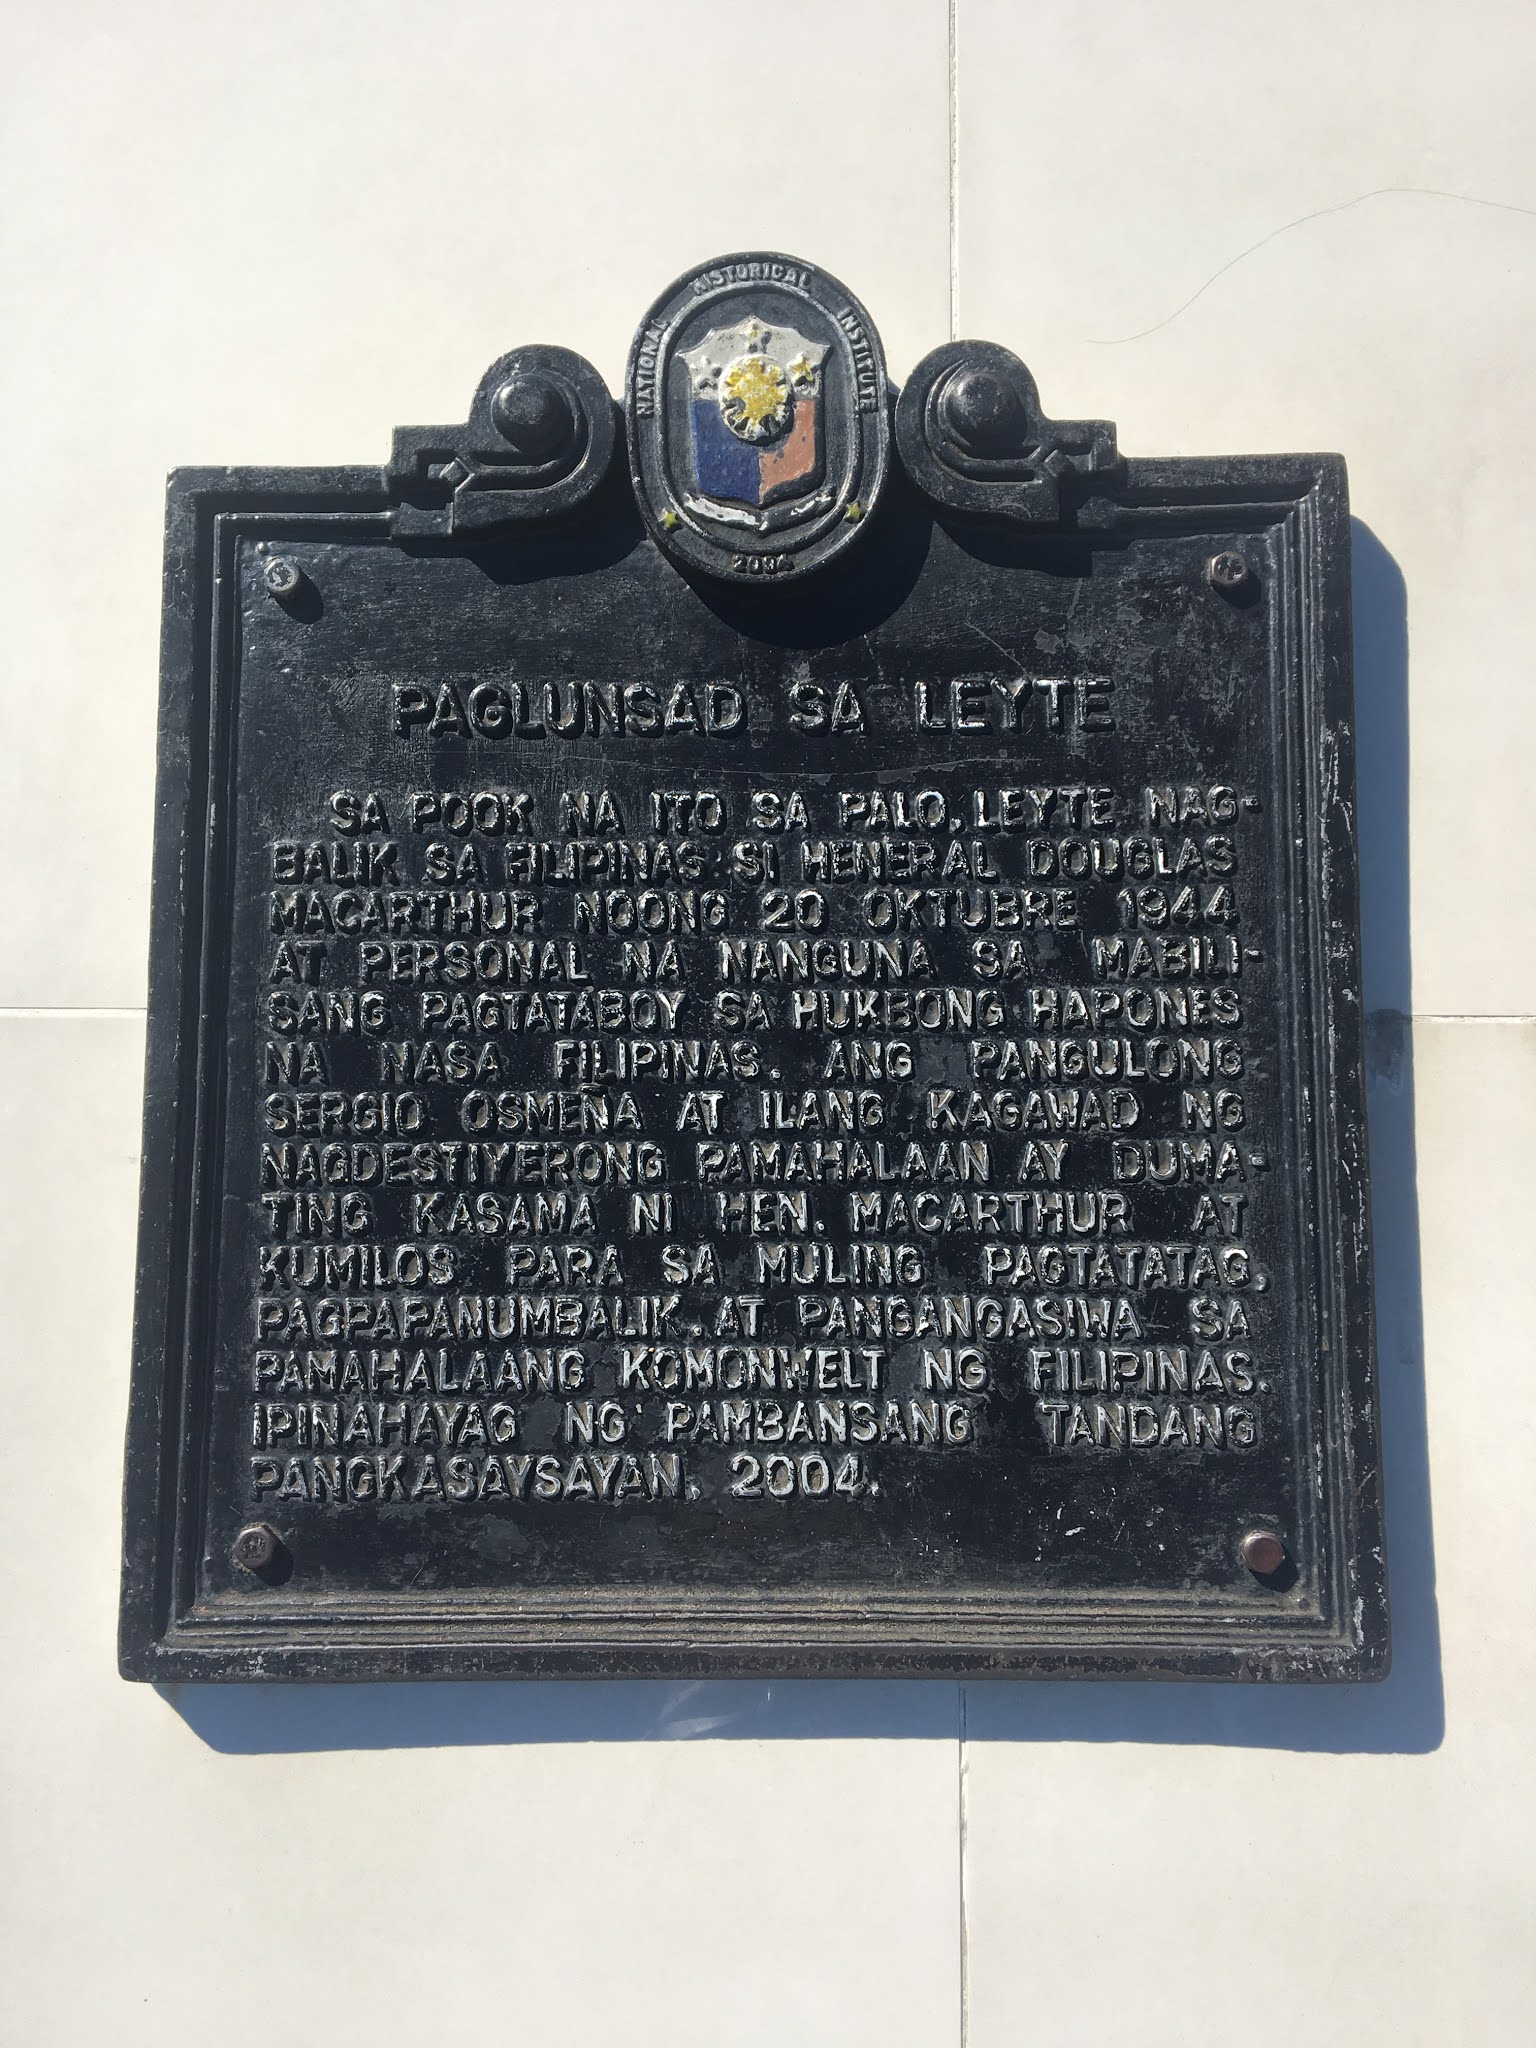 NATIONAL HISTORICAL INSTITUTE
2004
PAGLUNSAD SA LEYTE
SA POOK NA ITO SA PALO, LEYTE NAG-
BALIK SA FILIPINAS SI HENERAL DOUGLAS
MACARTHUR NOONG 20 OKTUBRE 1944
AT PERSONAL NA NANGUNA SA MABILI-
SANG PAGTATABOY SA HUKBONG HAPONES
NA NASA FILIPINAS. ANG PANGULONG
SERGIO OSMEÑA AT ILANG KAGAWAD NG
NAGDESTIYERONG PAMAHALAAN AY DUMA-
TING KASAMA NI HEN. MACARTHUR AT
KUMILOS PARA SA MULING PAGTATATAG,
PAGPAPANUMBALIK, AT PANGANGASIWA SA
PAMAHALAANG KOMONWELT NG FILIPINAS.
IPINAHAYAG NG PAMBANSANG TANDANG
PANGKASAYSAYAN, 2004.